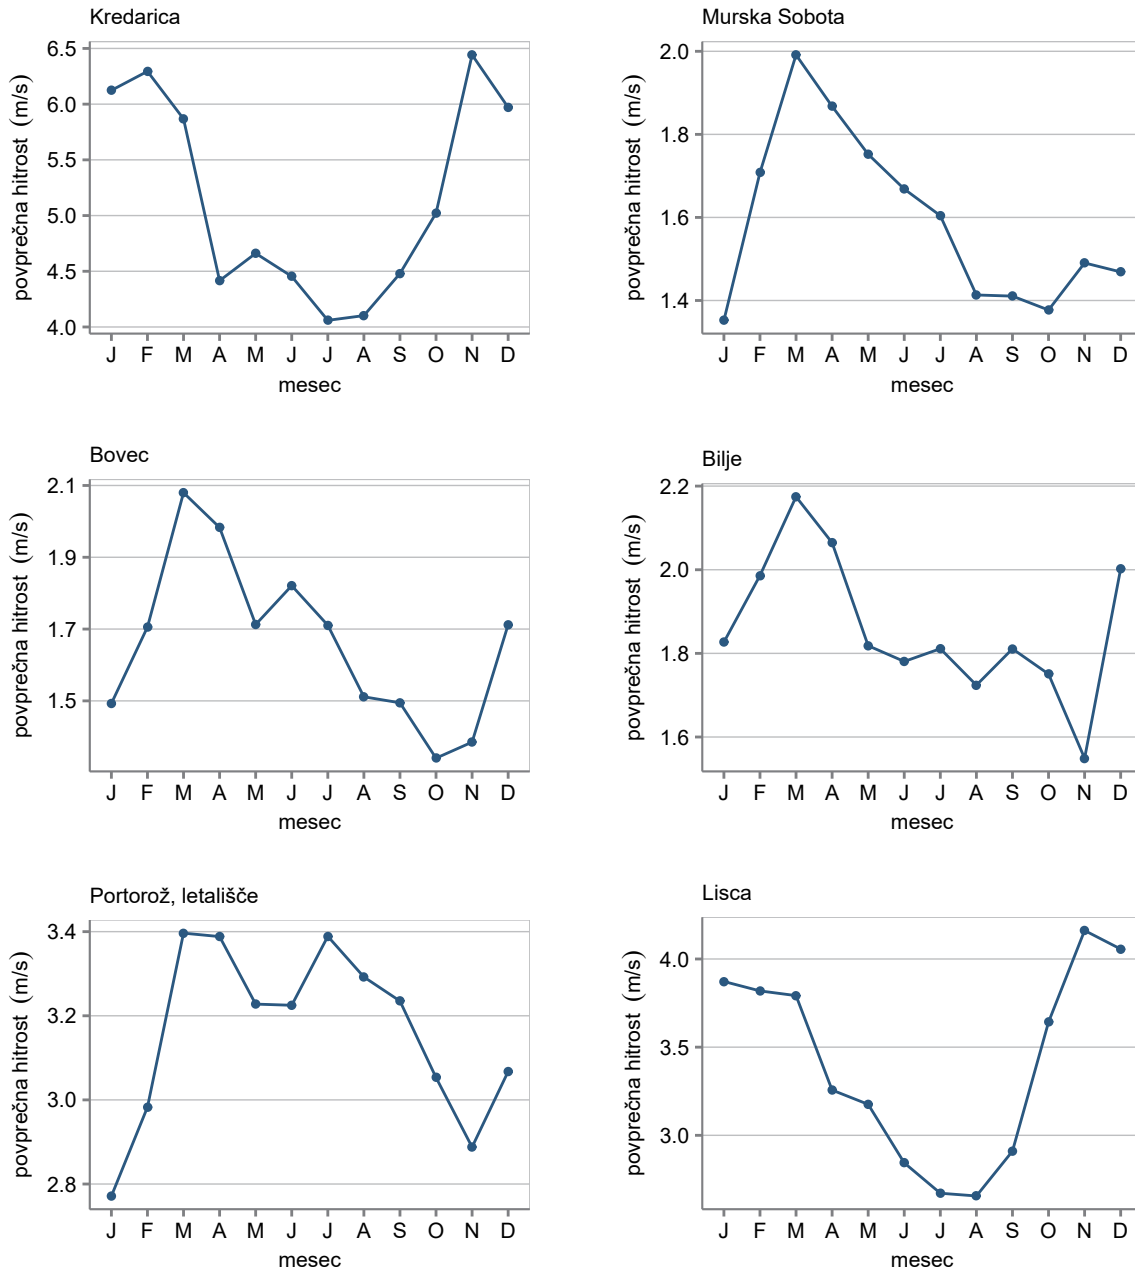 Kredarica
povprečna hitrost (m/s)
6.5
6.0
5.5
5.0
4.5
4.0
J F M A M J J A S O N D
mesec
Murska Sobota
povprečna hitrost (m/s)
2.0
1.8
1.6
1.4
J F M A M J J A S O N D
mesec
Bovec
povprečna hitrost (m/s)
2.1
1.9
1.7
1.5
J F M A M J J A S O N D
mesec
Bilje
povprečna hitrost (m/s)
2.2
2.0
1.8
1.6
J F M A M J J A S O N D
mesec
Portorož, letališče
povprečna hitrost (m/s)
3.4
3.2
3.0
2.8
J F M A M J J A S O N D
mesec
Lisca
povprečna hitrost (m/s)
4.0
3.5
3.0
J F M A M J J A S O N D
mesec